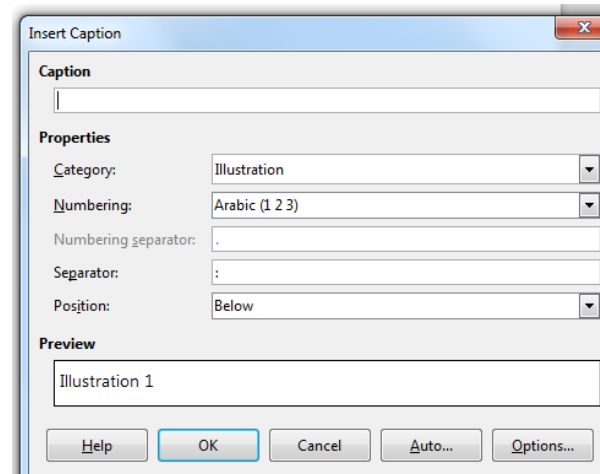 Insert Caption
Caption
Properties
Category: Illustration
Numbering: Arabic (1 2 3)
Numbering separator: .
Separator: :
Position: Below
Preview
Illustration 1
Help OK Cancel Auto... Options...